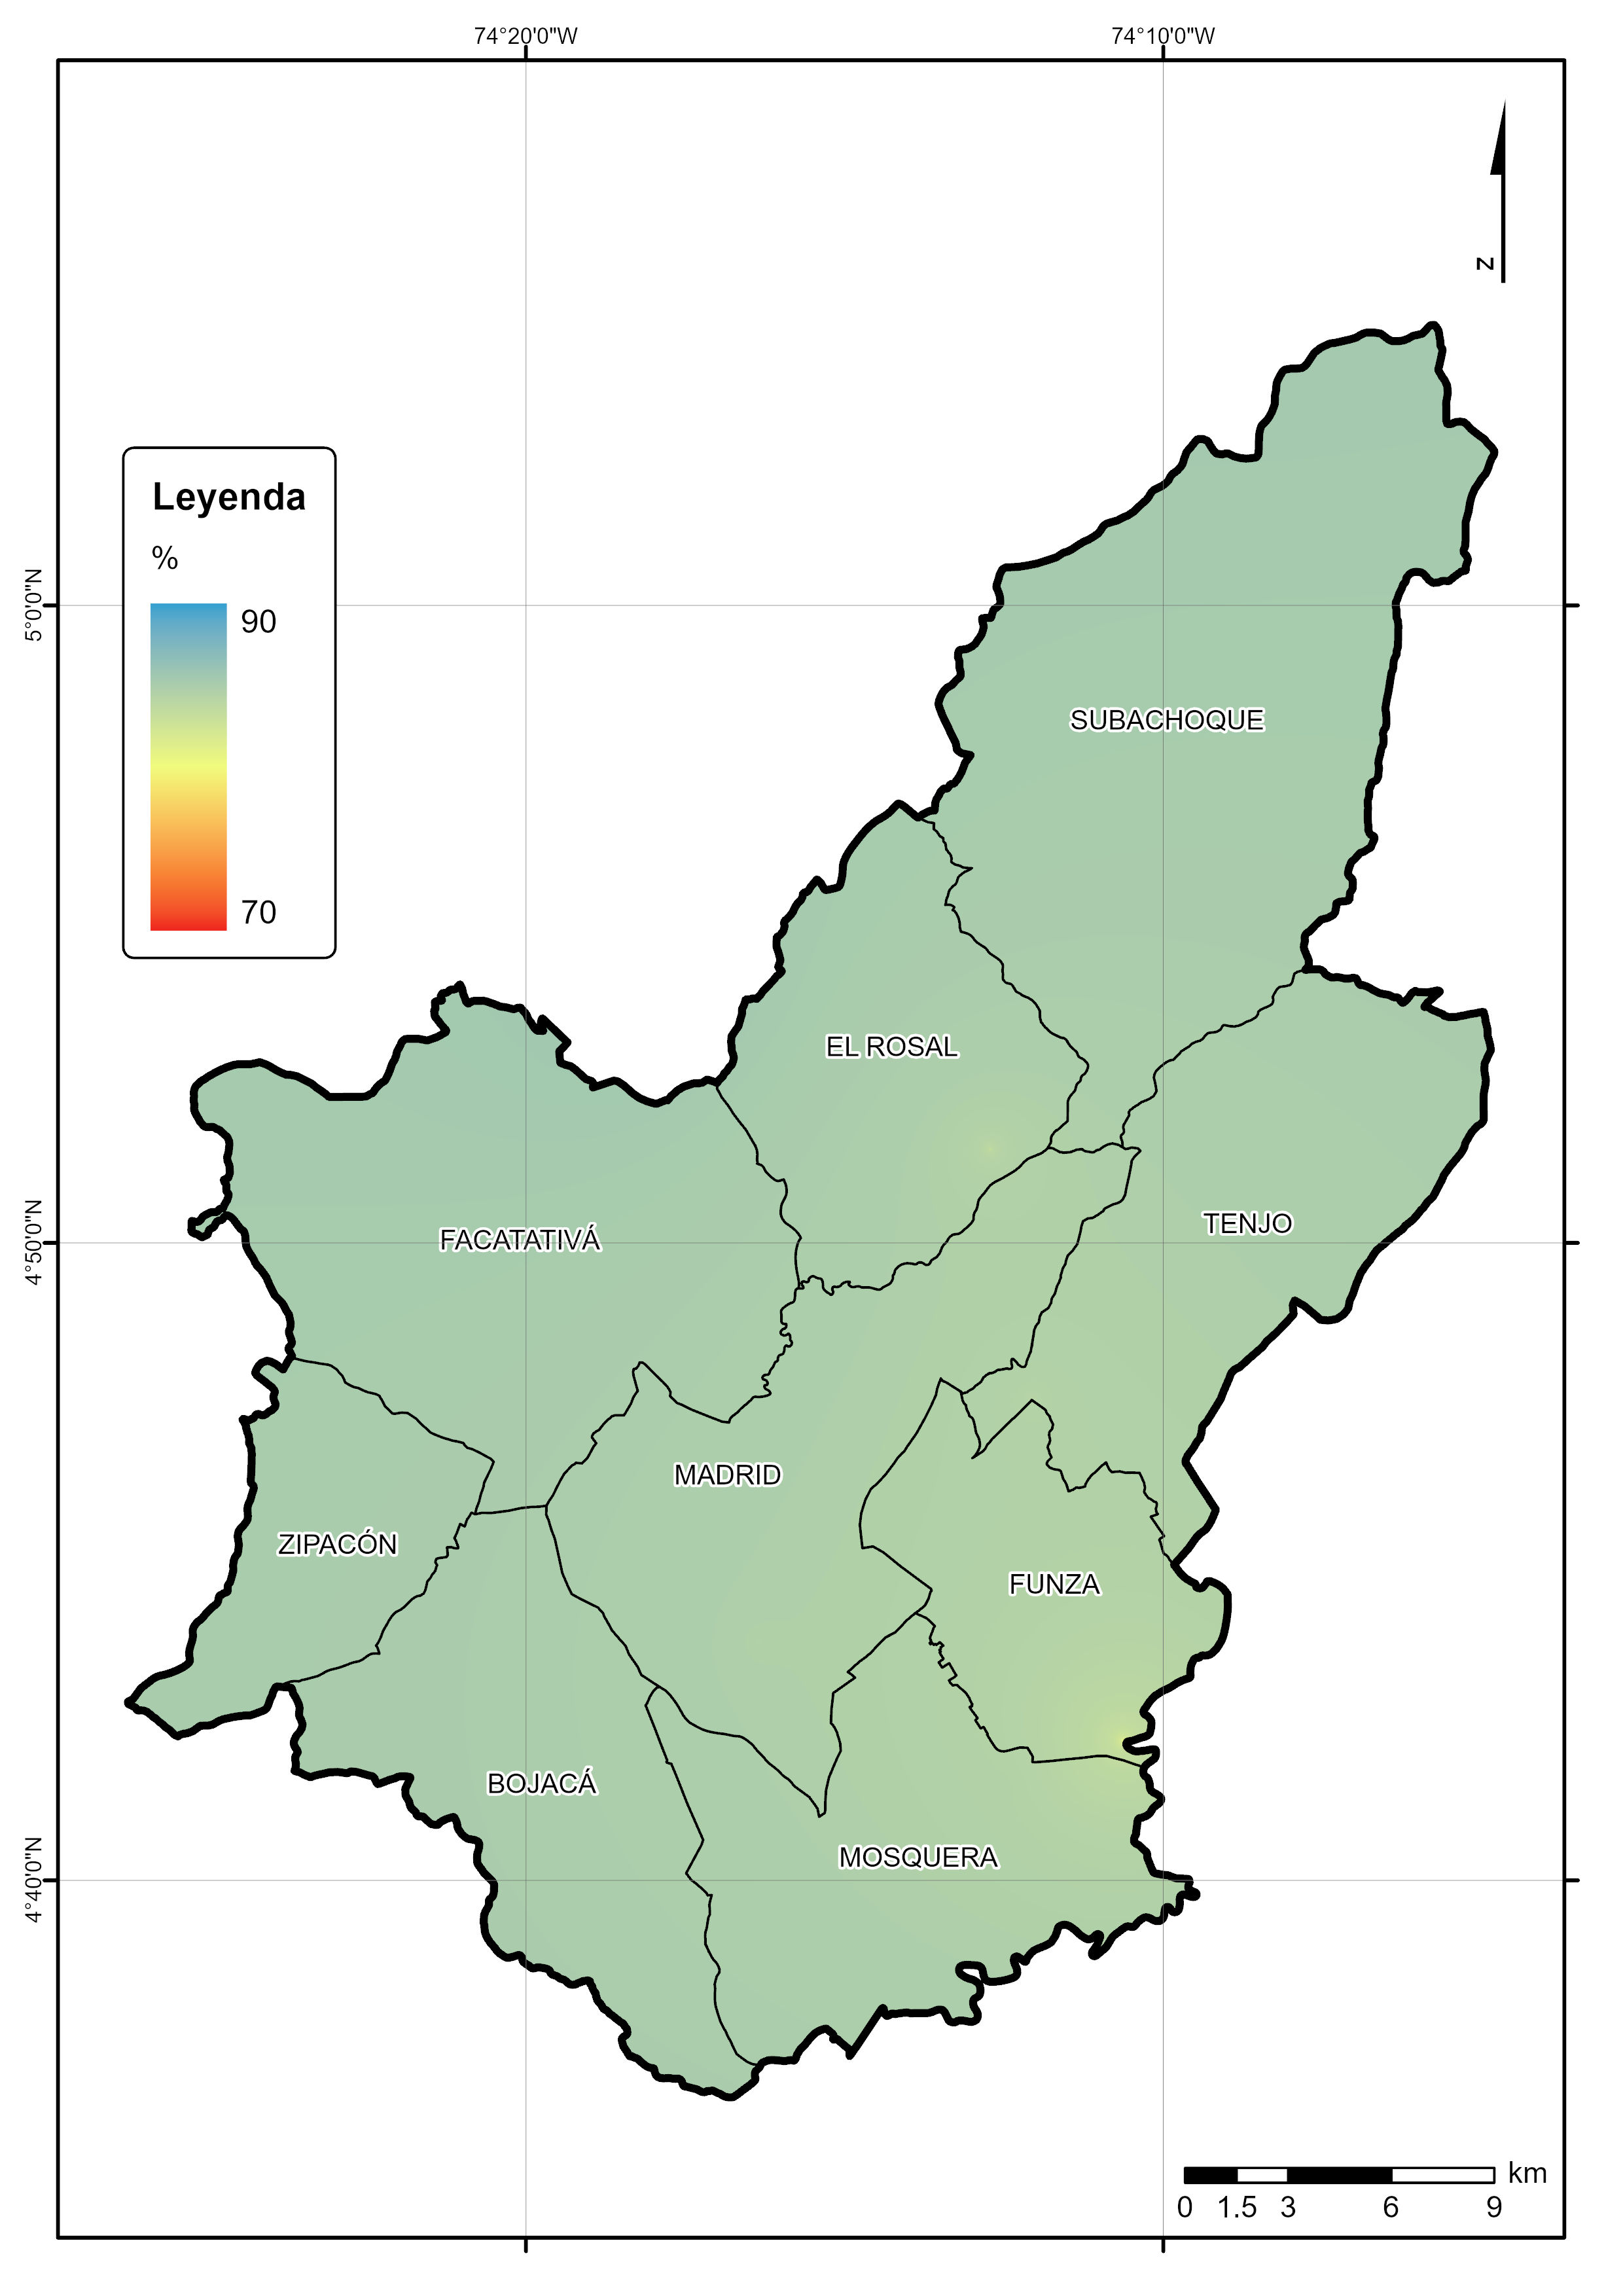 74°20'0"W
74°10'0"W
N
Leyenda
%
90
70
5°0'0"N
SUBACHOQUE
EL ROSAL
TENJO
FACATATIVÁ
4°50'0"N
MADRID
ZIPACÓN
FUNZA
BOJACÁ
MOSQUERA
4°40'0"N
km
0 1.5 3 6 9